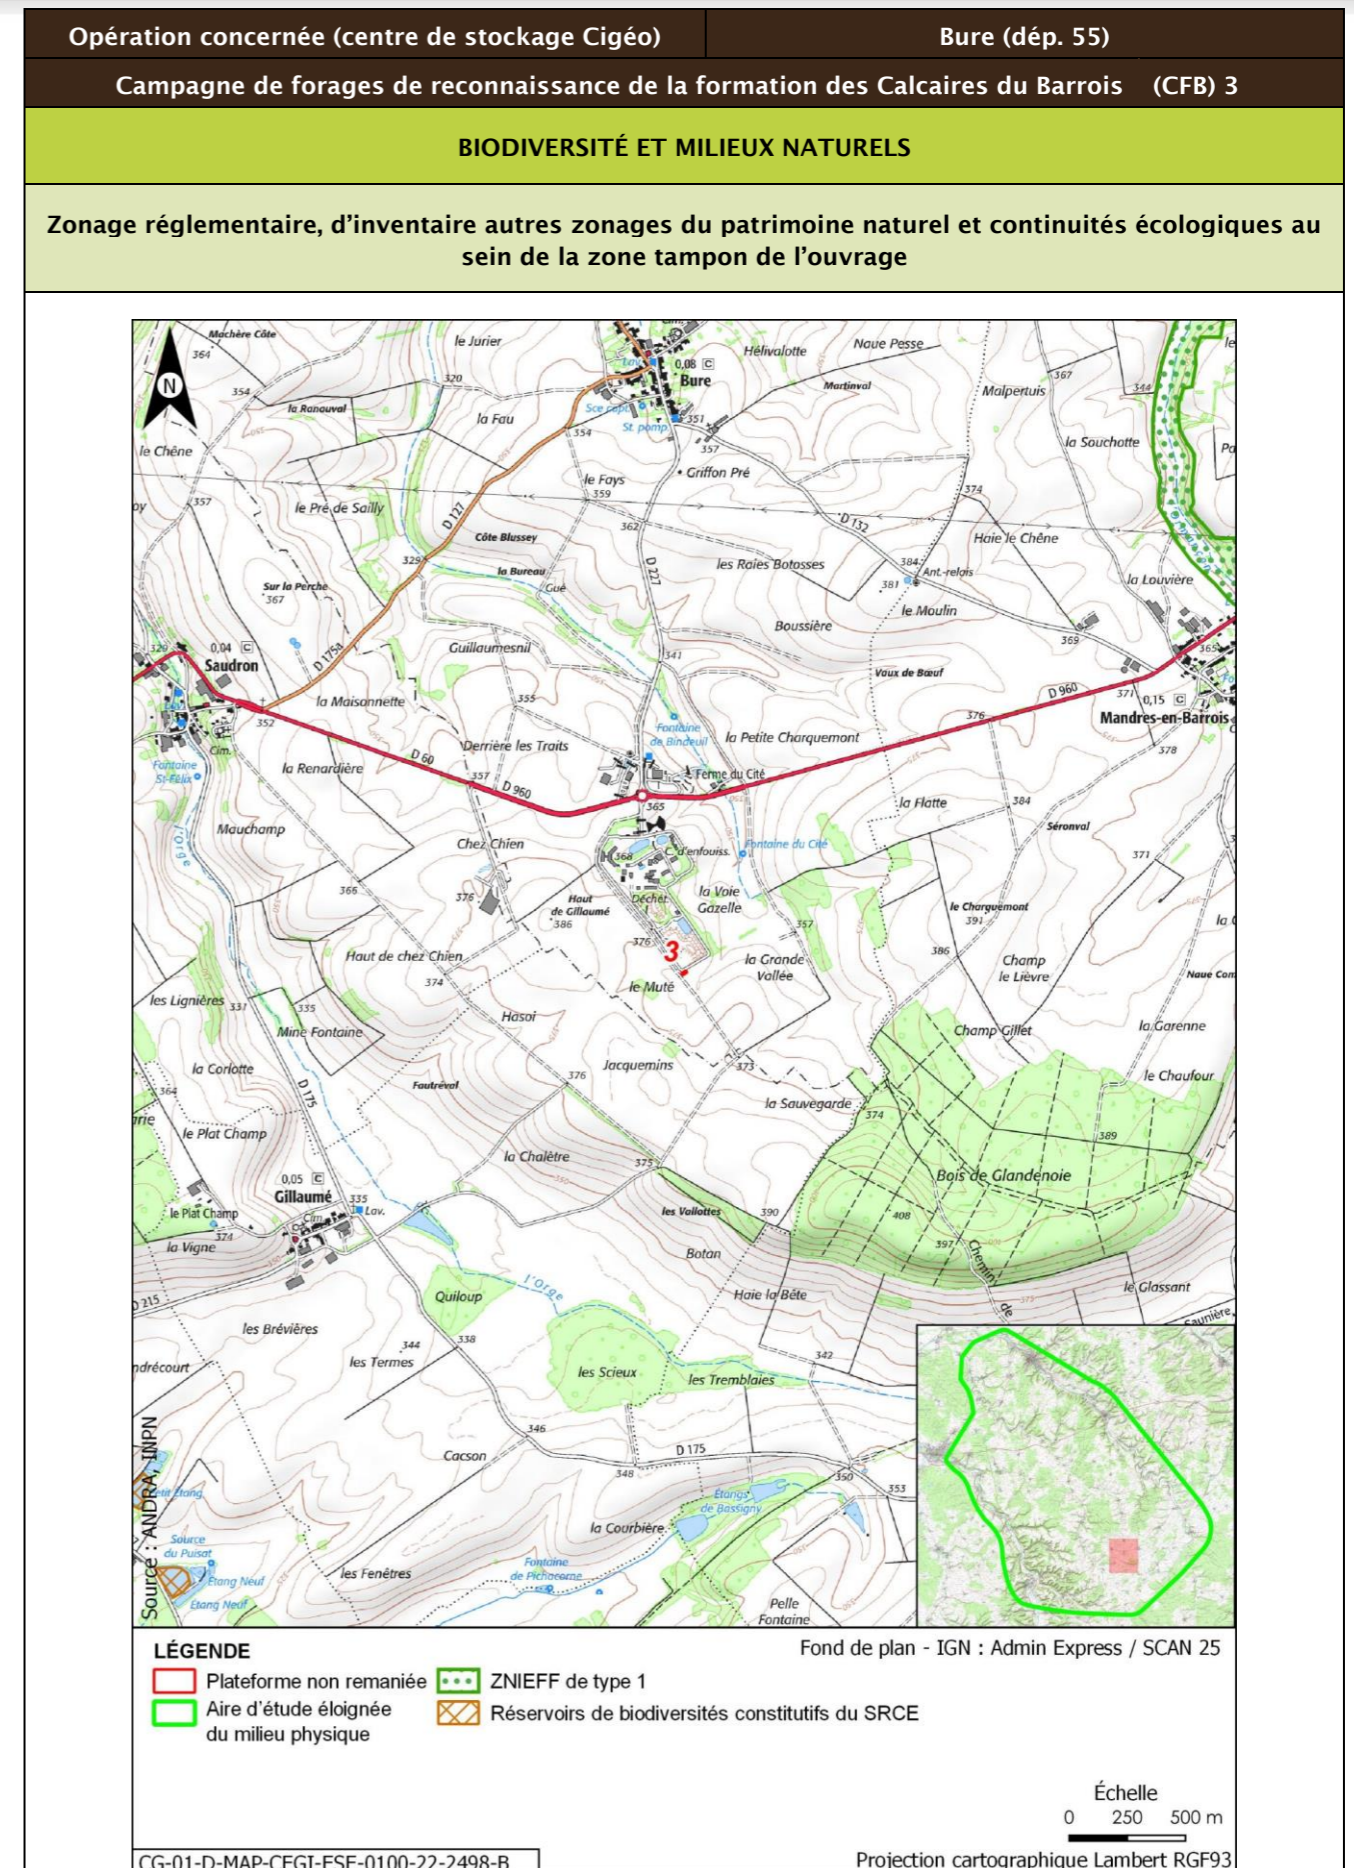 Opération concernée (centre de stockage Cigéo)
Bure (dép. 55)
Campagne de forages de reconnaissance de la formation des Calcaires du Barrois (CFB) 3
BIODIVERSITÉ ET MILIEUX NATURELS
Zonage réglementaire, d'inventaire autres zonages du patrimoine naturel et continuités écologiques au
sein de la zone tampon de l'ouvrage
N
Machère Côte
364
le Jurier
Hélivalotte
Naue Pesse
0,08 C
Bure
367
344
354
320
Martinval
Malpertuis
la Ranauval
la Fau
354
St. pomp.
351
357
la Souchotte
le Chêne
Griffon Pré
le Fays
359
374
357
le Pré de Sailly
D 127
362
D 132
Côte Blussey
Haie le Chêne
329
la Bureau
Gué
D 227
les Raies Botosses
384
Ant.-relais
381
la Louvière
Sur la Perche
367
le Moulin
Boussière
369
365
329
0,04 C
Saudron
D 175a
Guillaumesnil
341
Vaux de Bœuf
D 960
371
0,15 C
Mandres-en-Barrois
la Maisonnette
355
376
352
Cim.
Fontaine
de Bindeuil
la Petite Charquemont
378
Derrière les Traits
Fontaine
St-Félix
la Renardière
D 60
357
D 960
Ferme du Cité
365
la Flatte
384
Mauchamp
Séronval
l'Orge
Chez Chien
368
C. d'enfouiss.
Fontaine du Cité
371
366
376
Haut
de Gillaumé
386
Déchet.
la Voie
Gazelle
le Charquemont
391
357
376
3
386
Haut de chez Chien
la Grande
Vallée
Champ
le Lièvre
374
le Muté
les Lignières
331
335
Hasoi
Mine Fontaine
Champ Gillet
la Garenne
la Corlotte
Jacquemins
373
376
le Chaufour
364
D 175
Fautréval
la Sauvegarde
374
le Plat Champ
389
la Chalêtre
375
Bois de Glandenoie
0,05 C
Gillaumé
335
Lav.
le Plat Champ
374
Cim.
les Vallottes
390
408
la Vigne
Botan
397
Chemin
de
D 215
l'Orge
Quiloup
Haie la Bête
le Glassant
les Brévières
344
338
342
les Termes
les Scieux
les Tremblaies
346
Cacson
D 175
348
350
353
Etangs
de Bassigny
la Courbière
Source
du Puisat
Etang Neuf
Etang Neuf
les Fenêtres
Fontaine
de Pichacorne
Pelle
Fontaine
Source : ANDRA, INPN
LÉGENDE
Fond de plan - IGN : Admin Express / SCAN 25
Plateforme non remaniée
ZNIEFF de type 1
Aire d'étude éloignée
du milieu physique
Réservoirs de biodiversités constitutifs du SRCE
Échelle
0 250 500 m
CG-01-D-MAP-CEGI-ESE-0100-22-2498-B
Projection cartographique Lambert RGF93